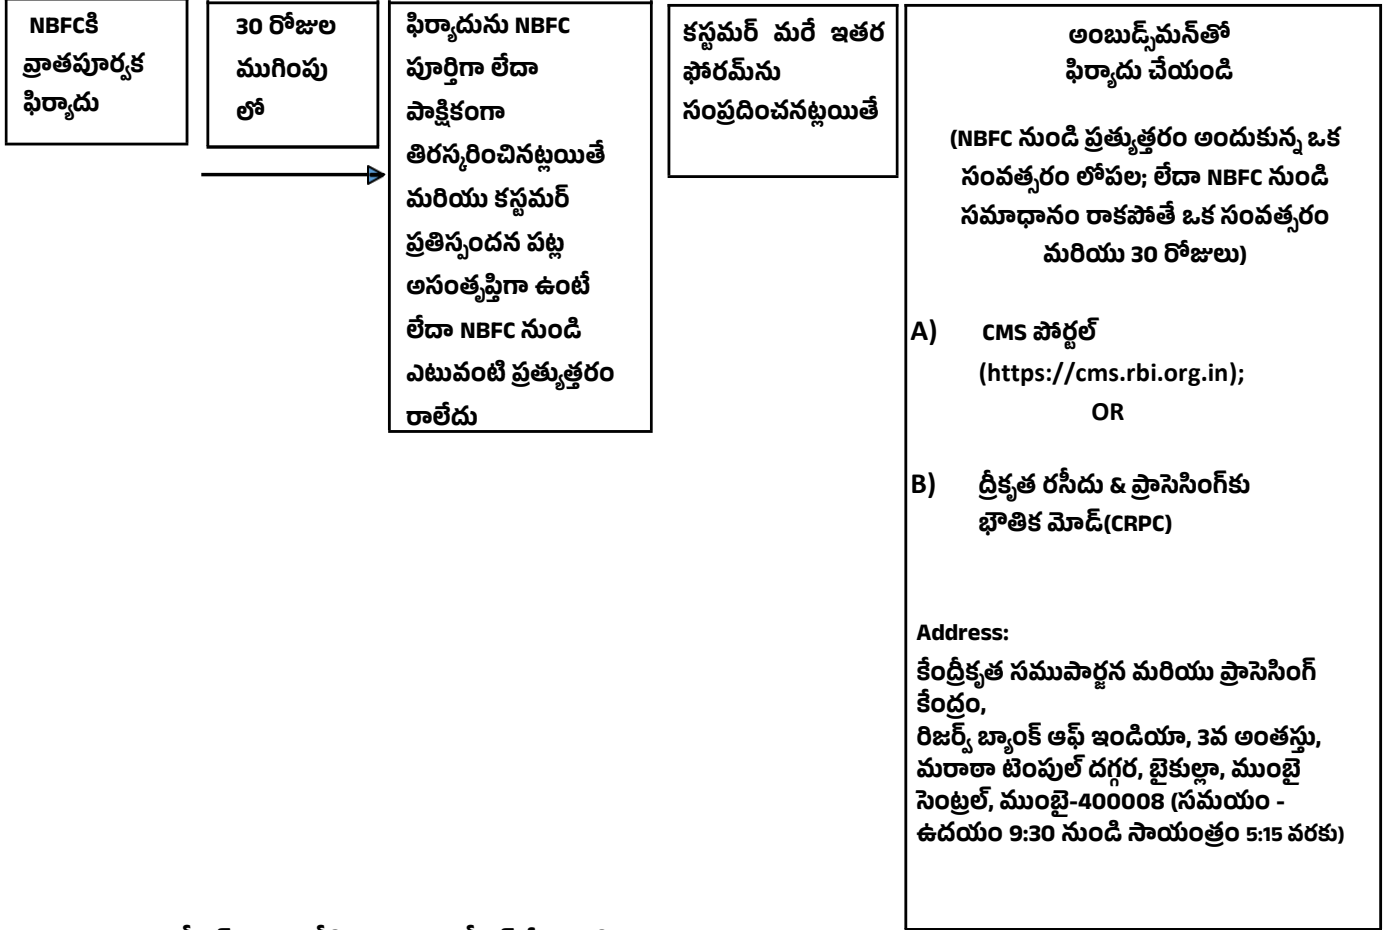 NBFCకి
వ్రాతపూర్వక
ఫిర్యాదు
30 రోజుల
ముగింపు
లో
ఫిర్యాదును NBFC
పూర్తిగా లేదా
పాక్షికంగా
తిరస్కరించినట్లయితే
మరియు కస్టమర్
ప్రతిస్పందన పట్ల
అసంతృప్తిగా ఉంటే
లేదా NBFC నుండి
ఎటువంటి ప్రత్యుత్తరం
రాలేదు
కస్టమర్ మరే ఇతర
ఫోరమ్‌ను
సంప్రదించనట్లయితే
అంబుడ్స్‌మన్‌తో
ఫిర్యాదు చేయండి
(NBFC నుండి ప్రత్యుత్తరం అందుకున్న ఒక
సంవత్సరం లోపల; లేదా NBFC నుండి
సమాధానం రాకపోతే ఒక సంవత్సరం
మరియు 30 రోజులు)
A) CMS పోర్టల్
(https://cms.rbi.org.in);
OR
B) ద్రీకృత రసీదు & ప్రాసెసింగ్‌కు
భౌతిక మోడ్(CRPC)
Address:
కేంద్రీకృత సముపార్జన మరియు ప్రాసెసింగ్
కేంద్రం,
రిజర్వ్ బ్యాంక్ ఆఫ్ ఇండియా, 3వ అంతస్తు,
మరాఠా టెంపుల్ దగ్గర, బైకుల్లా, ముంబై
సెంట్రల్, ముంబై-400008 (సమయం -
ఉదయం 9:30 నుండి సాయంత్రం 5:15 వరకు)